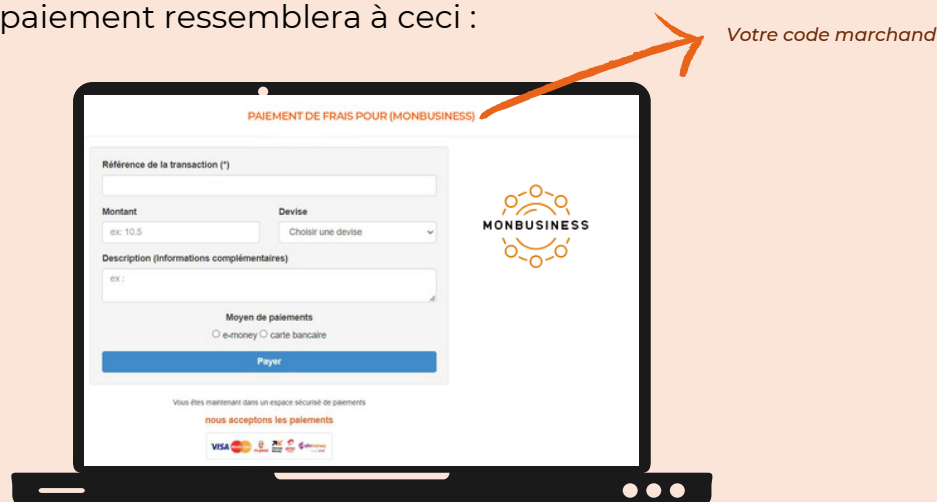 paiement ressemblera à ceci :
Votre code marchand
PAIEMENT DE FRAIS POUR (MONBUSINESS)
Référence de la transaction (*)
Montant
Devise
ex: 10.5
Choisir une devise
MONBUSINESS
Description (Informations complémentaires)
ex :
Moyen de paiements
e-money
carte bancaire
Payer
Vous êtes maintenant dans un espace sécurisé de paiements
nous acceptons les paiements
VISA